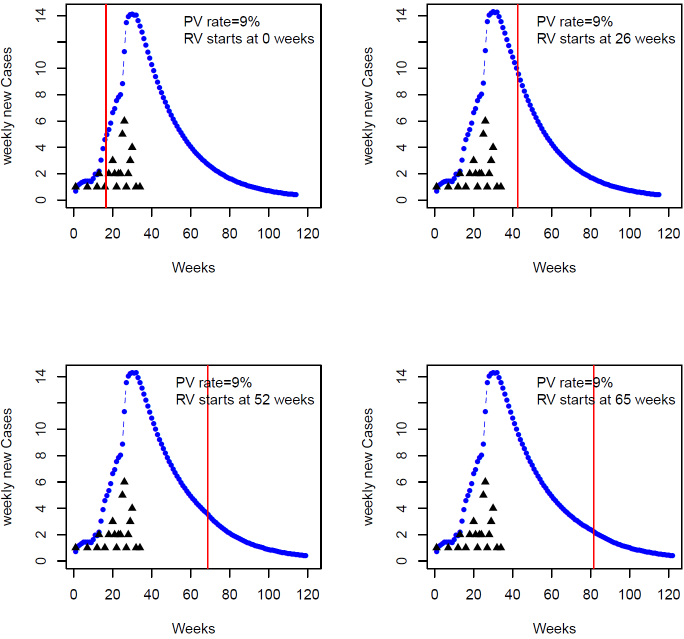 PV rate=9%
RV starts at 0 weeks
weekly new Cases
14
10
8
6
4
2
0
0 20 40 60 80 100 120
Weeks
PV rate=9%
RV starts at 26 weeks
weekly new Cases
14
10
8
6
4
2
0
0 20 40 60 80 100 120
Weeks
PV rate=9%
RV starts at 52 weeks
weekly new Cases
14
10
8
6
4
2
0
0 20 40 60 80 100 120
Weeks
PV rate=9%
RV starts at 65 weeks
weekly new Cases
14
10
8
6
4
2
0
0 20 40 60 80 100 120
Weeks